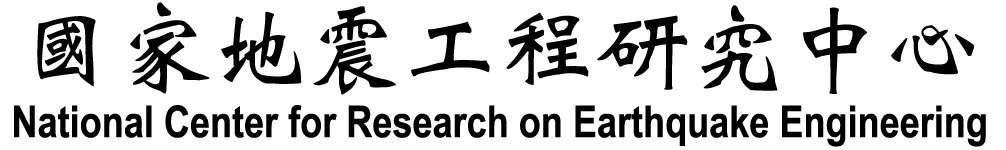 國家地震工程研究中心
National Center for Research on Earthquake Engineering